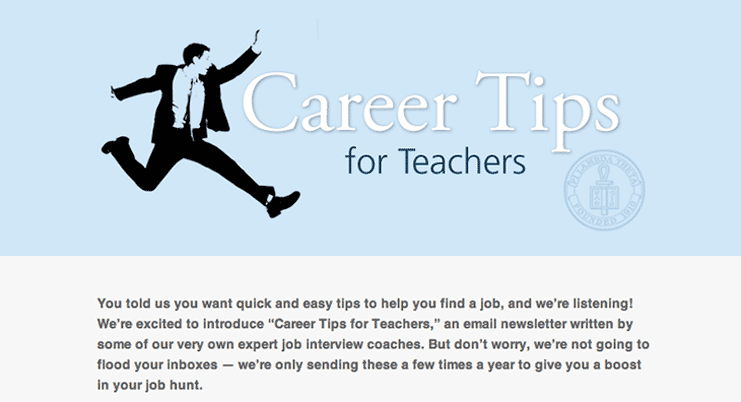 Career Tips
for Teachers
PI LAMBDA THETA
FOUNDED 1910
You told us you want quick and easy tips to help you find a job, and we're listening!
We're excited to introduce “Career Tips for Teachers,” an email newsletter written by
some of our very own expert job interview coaches. But don't worry, we're not going to
flood your inboxes — we're only sending these a few times a year to give you a boost
in your job hunt.